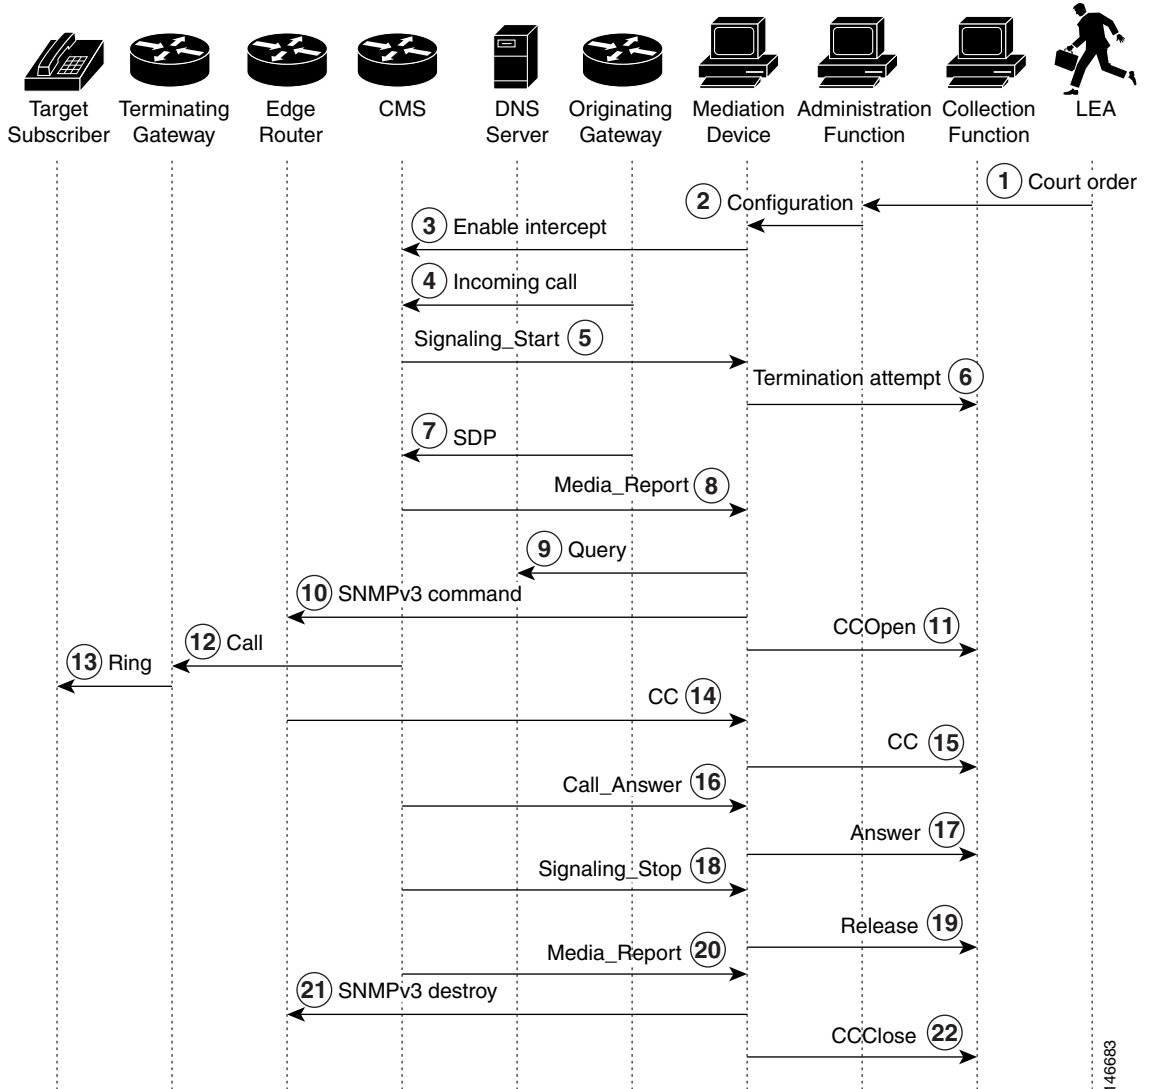 Target Subscriber
Terminating Gateway
Edge Router
CMS
DNS Server
Originating Gateway
Mediation Device
Administration Function
Collection Function
LEA
1 Court order
2 Configuration
3 Enable intercept
4 Incoming call
Signaling_Start 5
Termination attempt 6
7 SDP
Media_Report 8
9 Query
10 SNMPv3 command
CCOpen 11
12 Call
13 Ring
CC 14
CC 15
Call_Answer 16
Answer 17
Signaling_Stop 18
Release 19
Media_Report 20
21 SNMPv3 destroy
CCClose 22
146683